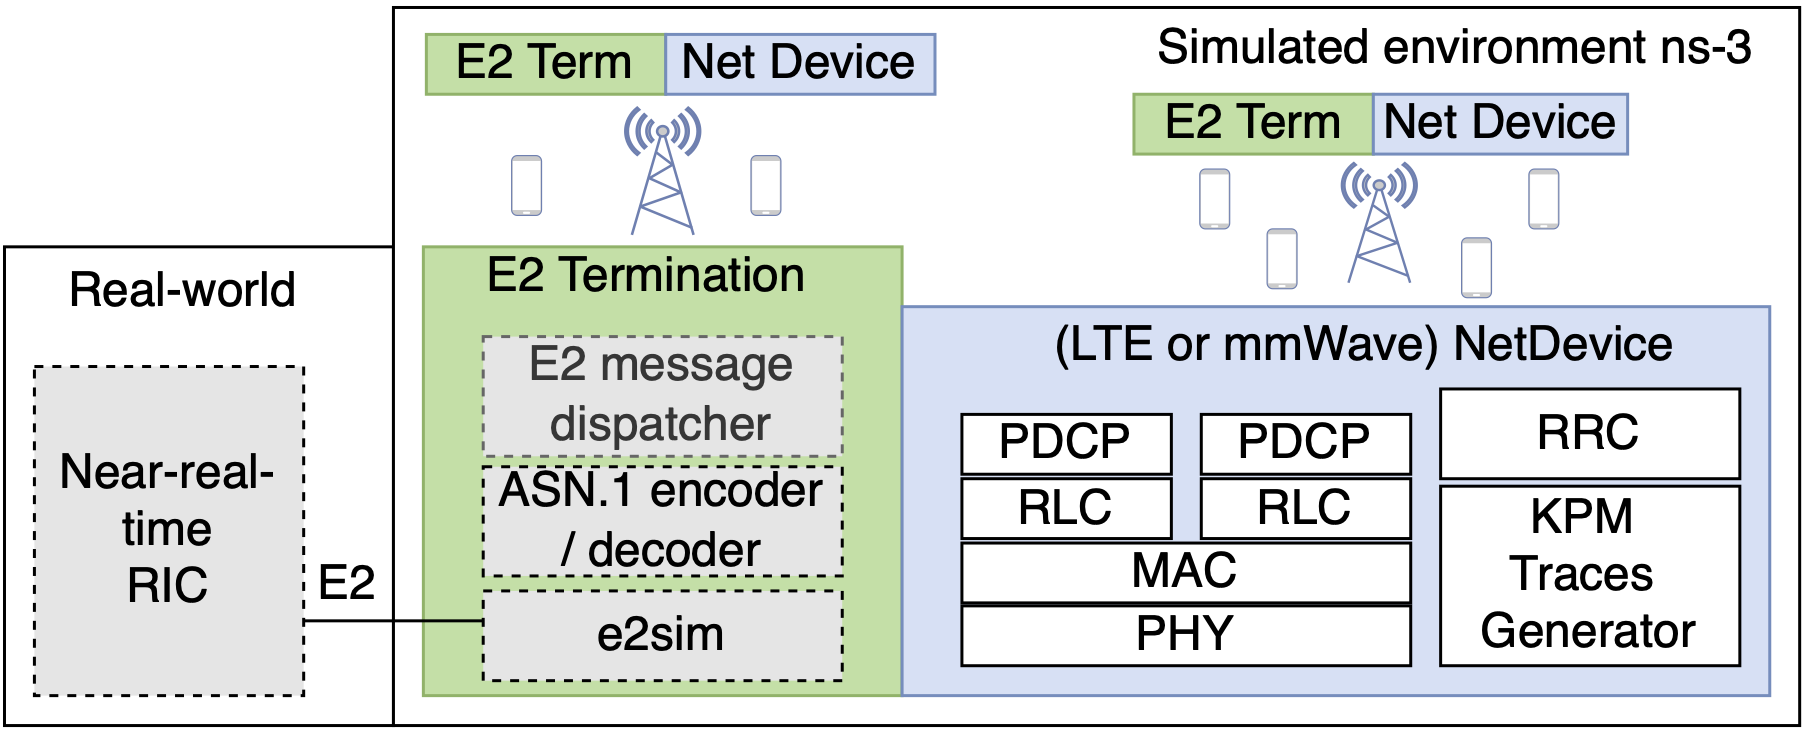 E2 Term
Net Device
Simulated environment ns-3
E2 Term
Net Device
Real-world
Near-real-
time
RIC
E2
E2 Termination
E2 message
dispatcher
ASN.1 encoder
/ decoder
e2sim
(LTE or mmWave) NetDevice
PDCP
PDCP
RLC
RLC
MAC
PHY
RRC
KPM
Traces
Generator